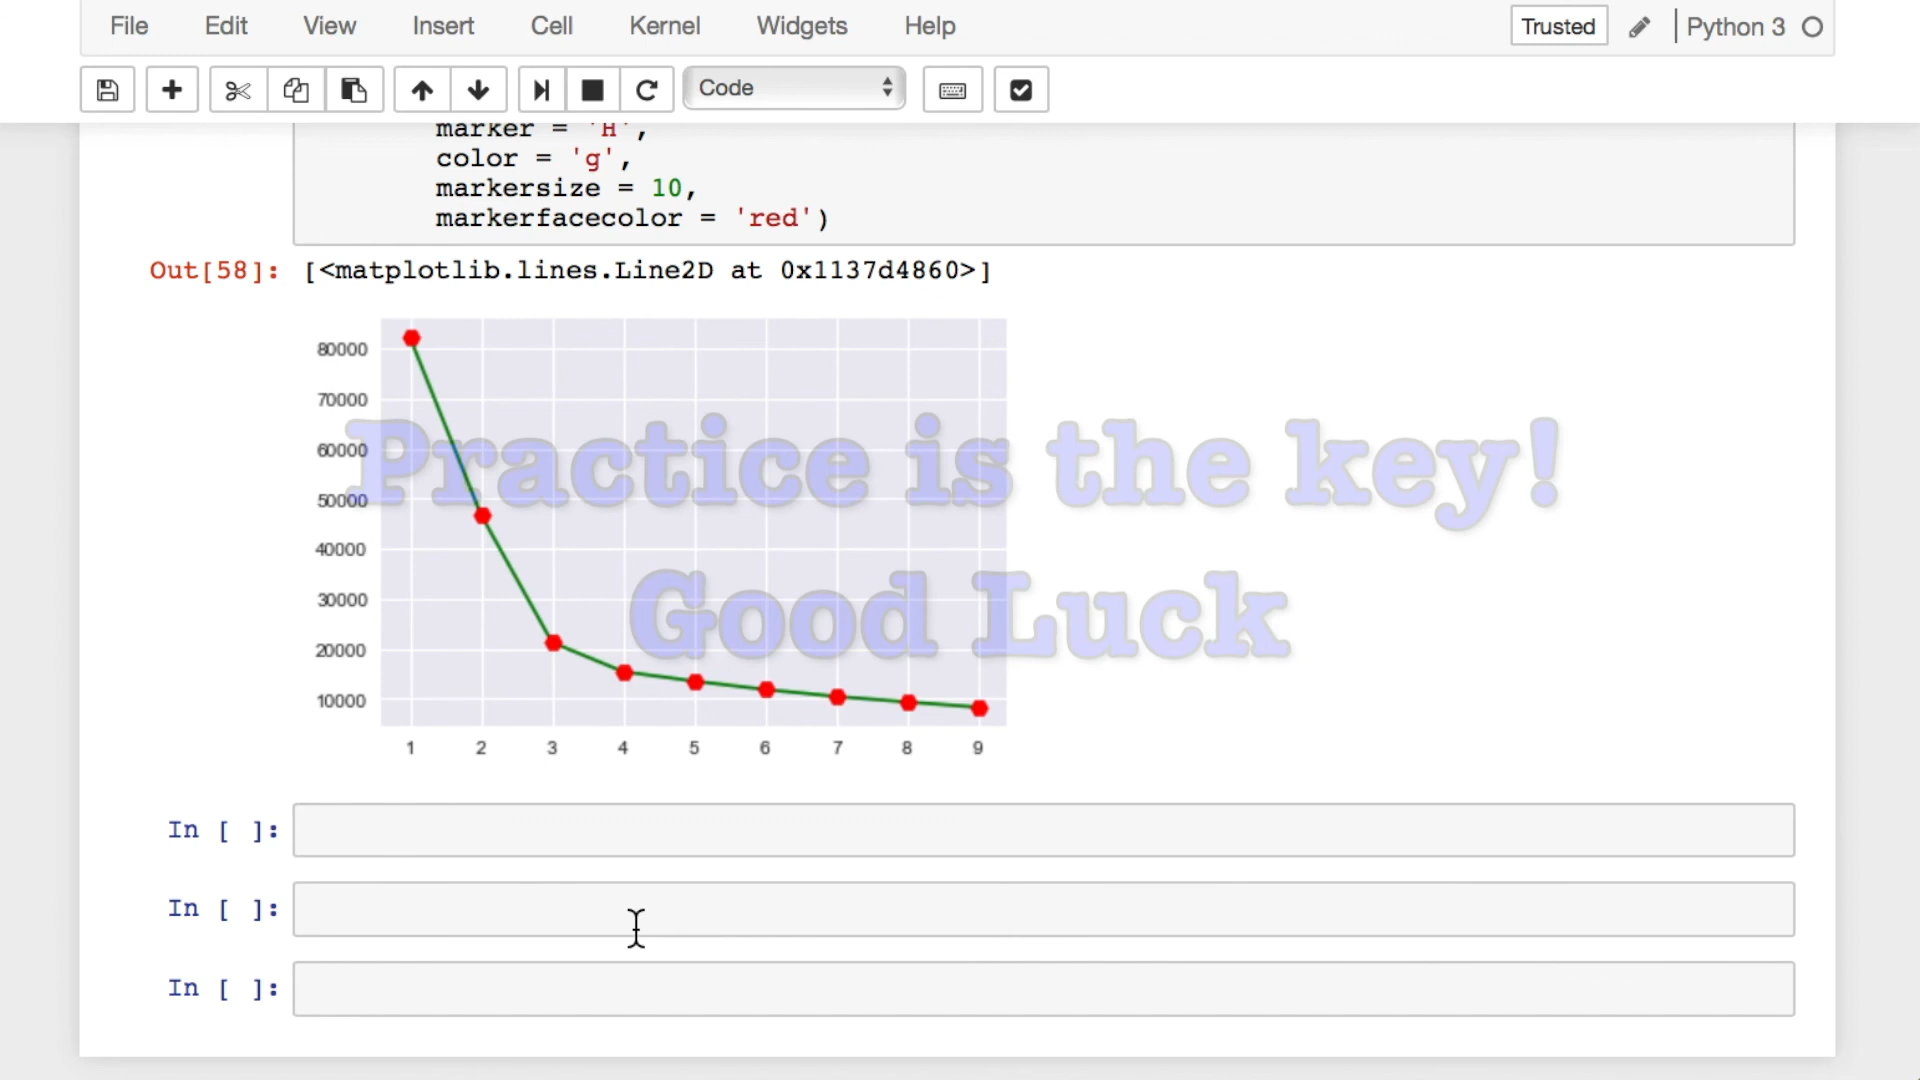 File Edit View Insert Cell Kernel Widgets Help Trusted Python 3
Code
marker = 'H',
color = 'g',
markersize = 10,
markerfacecolor = 'red')
Out[58]: [<matplotlib.lines.Line2D at 0x1137d4860>]
80000
70000
60000
50000
40000
30000
20000
10000
1 2 3 4 5 6 7 8 9
Practice is the key!
Good Luck
In [ ]:
In [ ]:
In [ ]: